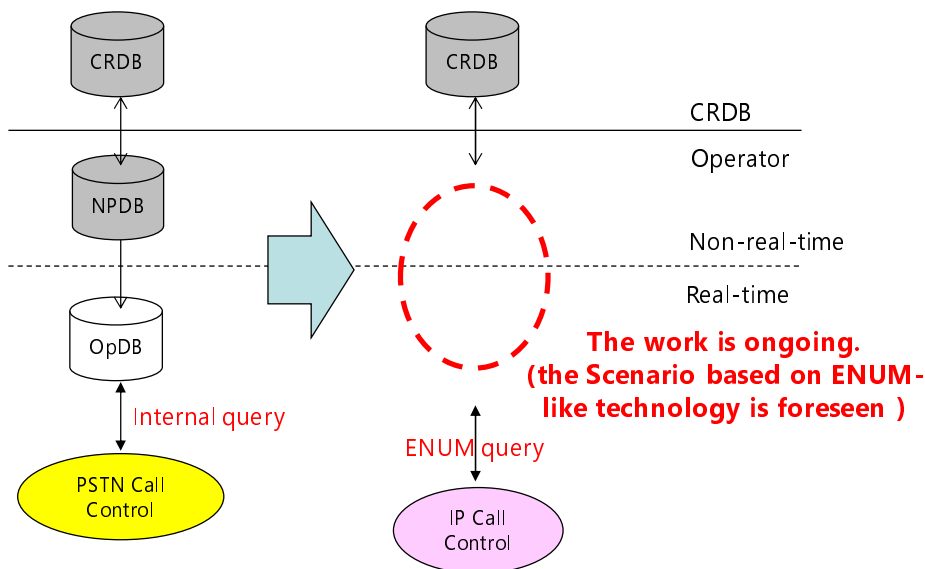 CRDB
CRDB
CRDB
Operator
NPDB
Non-real-time
Real-time
OpDB
The work is ongoing.
(the Scenario based on ENUM-
like technology is foreseen )
Internal query
ENUM query
PSTN Call
Control
IP Call
Control